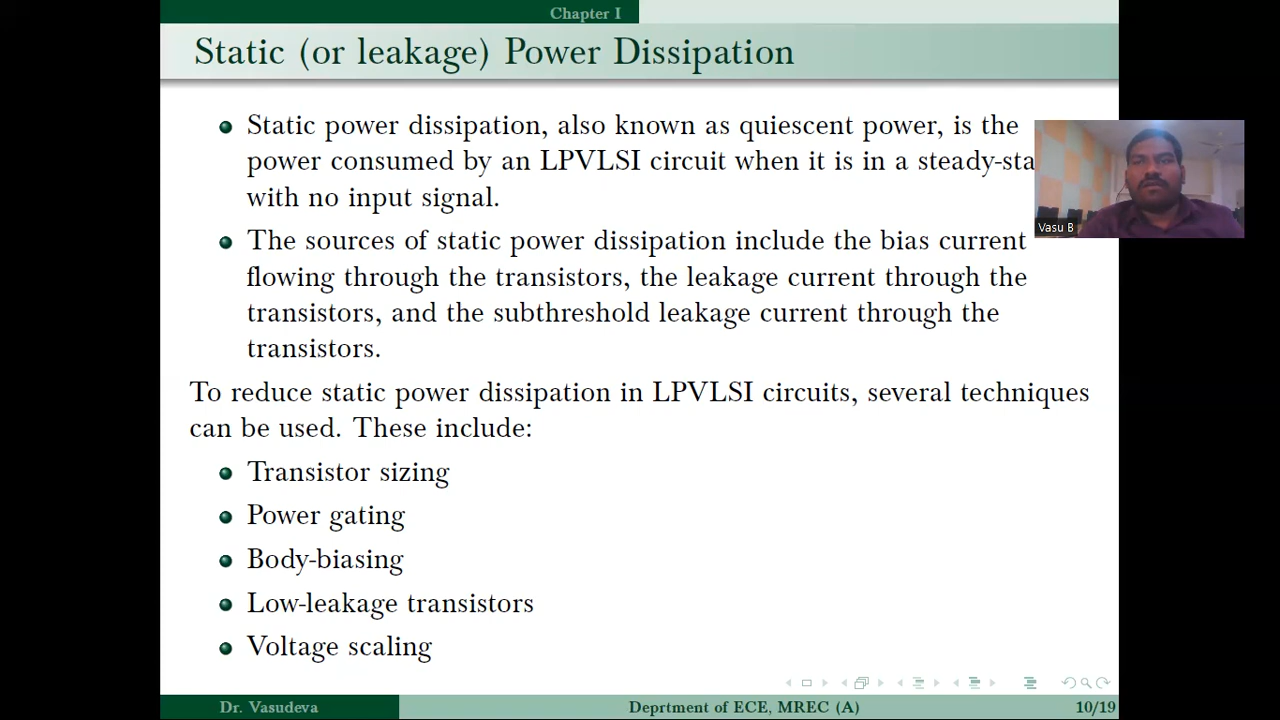 Chapter I
Static (or leakage) Power Dissipation
Static power dissipation, also known as quiescent power, is the
power consumed by an LPVLSI circuit when it is in a steady-sta
with no input signal.
Vasu B
The sources of static power dissipation include the bias current
flowing through the transistors, the leakage current through the
transistors, and the subthreshold leakage current through the
transistors.
To reduce static power dissipation in LPVLSI circuits, several techniques
can be used. These include:
Transistor sizing
Power gating
Body-biasing
Low-leakage transistors
Voltage scaling
Dr. Vasudeva
Deprtment of ECE, MREC (A)
10/19